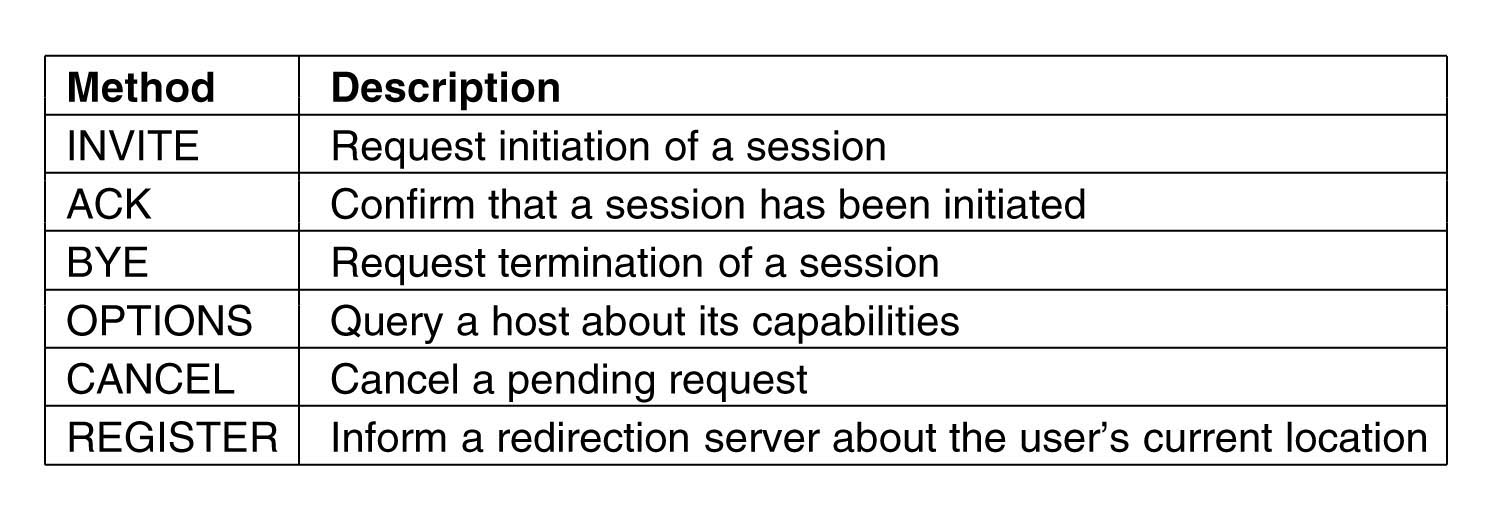 Method Description
INVITE Request initiation of a session
ACK Confirm that a session has been initiated
BYE Request termination of a session
OPTIONS Query a host about its capabilities
CANCEL Cancel a pending request
REGISTER Inform a redirection server about the user’s current location